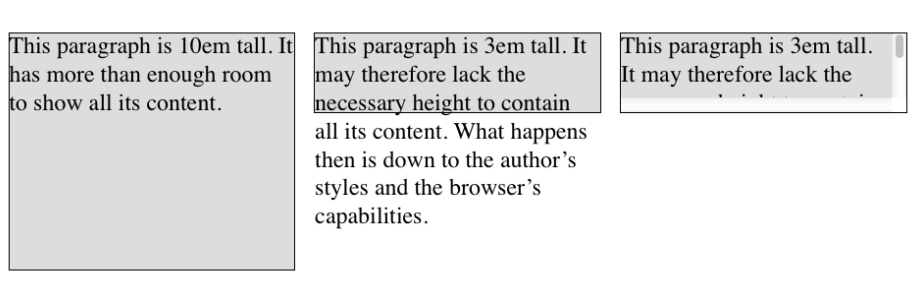 This paragraph is 10em tall. It
has more than enough room
to show all its content.
This paragraph is 3em tall. It
may therefore lack the
necessary height to contain
all its content. What happens
then is down to the author’s
styles and the browser’s
capabilities.
This paragraph is 3em tall.
It may therefore lack the